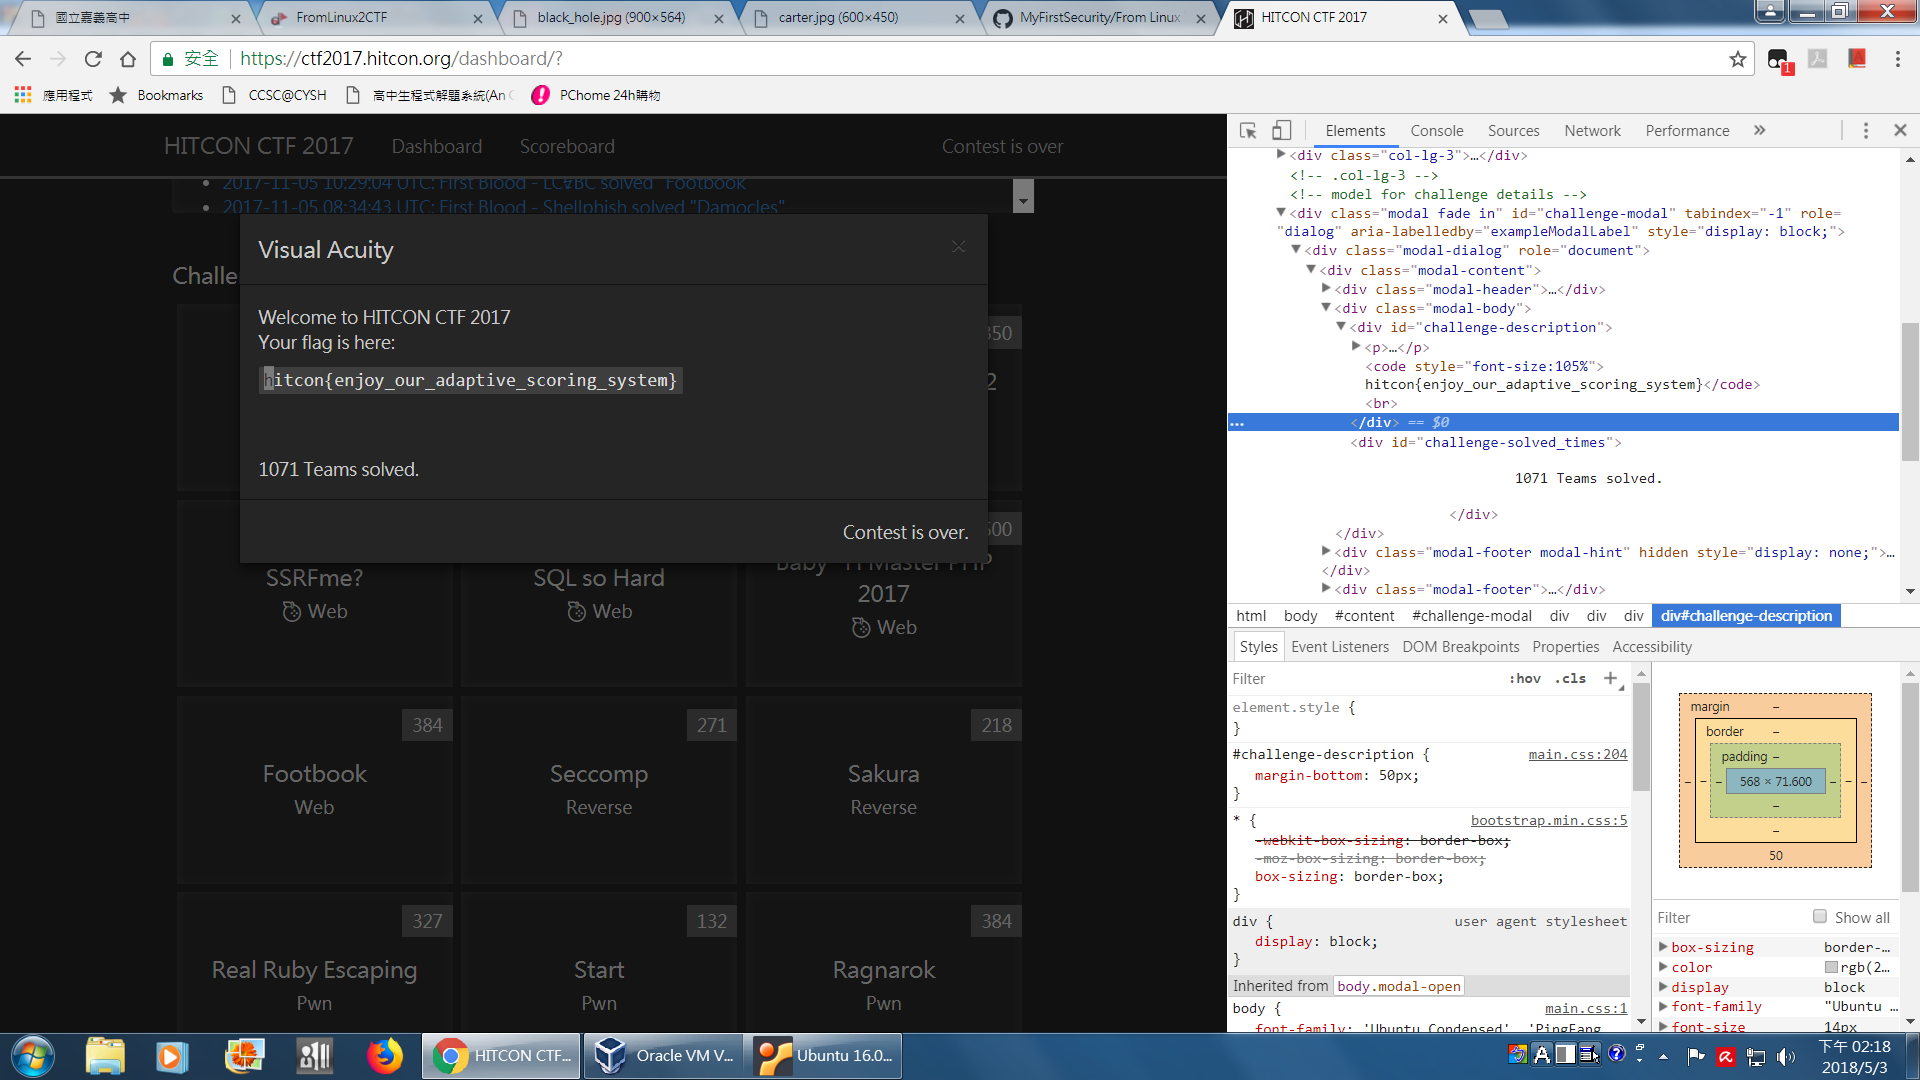 國立嘉義高中
FromLinux2CTF
black_hole.jpg (900×564)
carter.jpg (600×450)
MyFirstSecurity/From Linux
HITCON CTF 2017
安全
https://ctf2017.hitcon.org/dashboard/?
1
應用程式
Bookmarks
CCSC@CYSH
高中生程式解題系統(An
PChome 24h購物
HITCON CTF 2017
Dashboard
Scoreboard
Contest is over
2017-11-05 10:29:04 UTC: First Blood - LC∀BC solved "Footbook"
2017-11-05 08:34:43 UTC: First Blood - Shellphish solved "Damocles"
Visual Acuity
×
Challe
Welcome to HITCON CTF 2017
Your flag is here:
hitcon{enjoy_our_adaptive_scoring_system}
1071 Teams solved.
Contest is over.
350
2
500
SSRFme?
Web
SQL so Hard
Web
2017
Web
384
Footbook
Web
271
Seccomp
Reverse
218
Sakura
Reverse
327
Real Ruby Escaping
Pwn
132
Start
Pwn
384
Ragnarok
Pwn
Elements
Console
Sources
Network
Performance
»
<div class="col-lg-3">…</div>
<!-- .col-lg-3 -->
<!-- model for challenge details -->
<div class="modal fade in" id="challenge-modal" tabindex="-1" role=
"dialog" aria-labelledby="exampleModalLabel" style="display: block;">
<div class="modal-dialog" role="document">
<div class="modal-content">
<div class="modal-header">…</div>
<div class="modal-body">
<div id="challenge-description">
<p>…</p>
<code style="font-size:105%">
hitcon{enjoy_our_adaptive_scoring_system}</code>
<br>
</div> == $0
<div id="challenge-solved_times">
1071 Teams solved.
</div>
</div>
<div class="modal-footer modal-hint" hidden style="display: none;">…
</div>
<div class="modal-footer">…</div>
html
body
#content
#challenge-modal
div
div
div
div#challenge-description
Styles
Event Listeners
DOM Breakpoints
Properties
Accessibility
Filter
:hov
.cls
+
element.style {
}
#challenge-description {
main.css:204
margin-bottom: 50px;
}
* {
bootstrap.min.css:5
-webkit-box-sizing: border-box;
-moz-box-sizing: border-box;
box-sizing: border-box;
}
div {
user agent stylesheet
display: block;
}
Inherited from body.modal-open
body {
main.css:1
font-family: 'Ubuntu Condensed', 'PingFang
margin
–
border
–
padding
–
568 × 71.600
–
–
50
Filter
Show all
box-sizing
border-…
color
rgb(2…
display
block
font-family
"Ubuntu …
font-size
14px
HITCON CTF...
Oracle VM V...
Ubuntu 16.0...
下午 02:18
2018/5/3